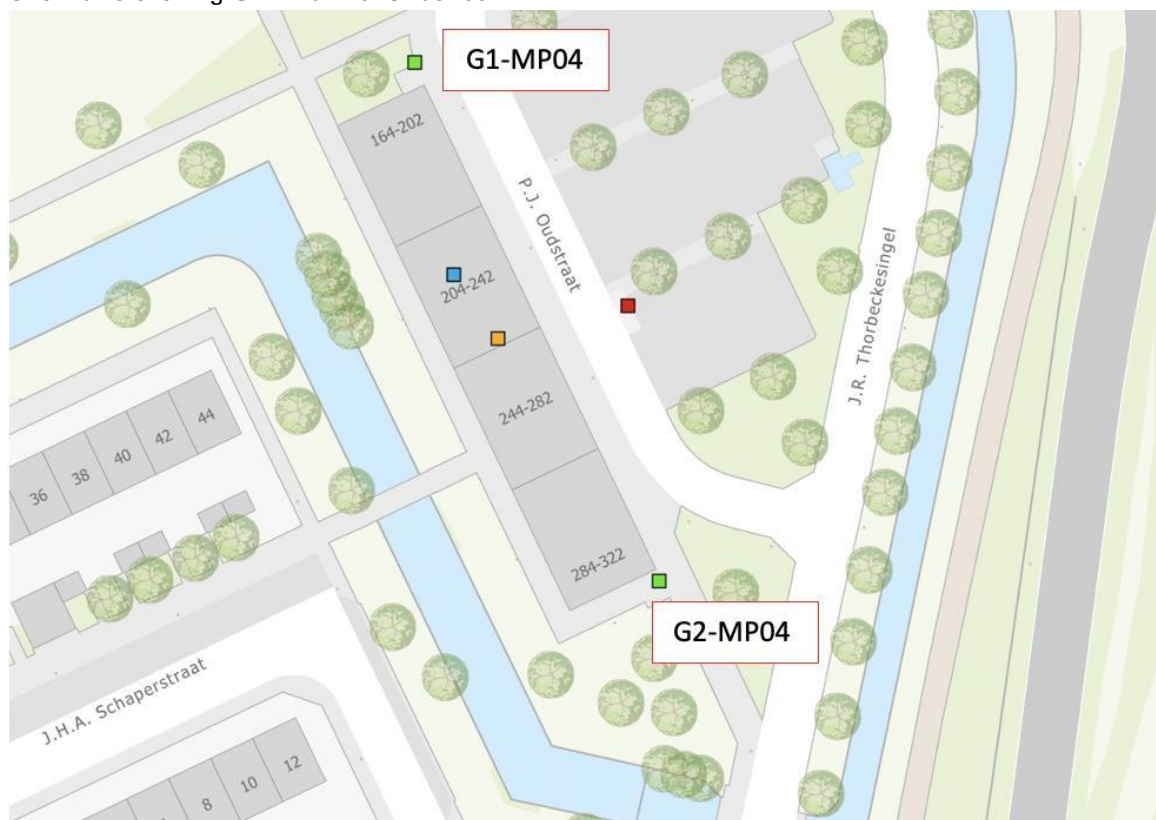 G1-MP04
164-202
P.J. Oudstraat
204-242
J.R. Thorbeckesingel
244-282
44
42
40
38
36
284-322
G2-MP04
J.H.A. Schaperstraat
12
10
8